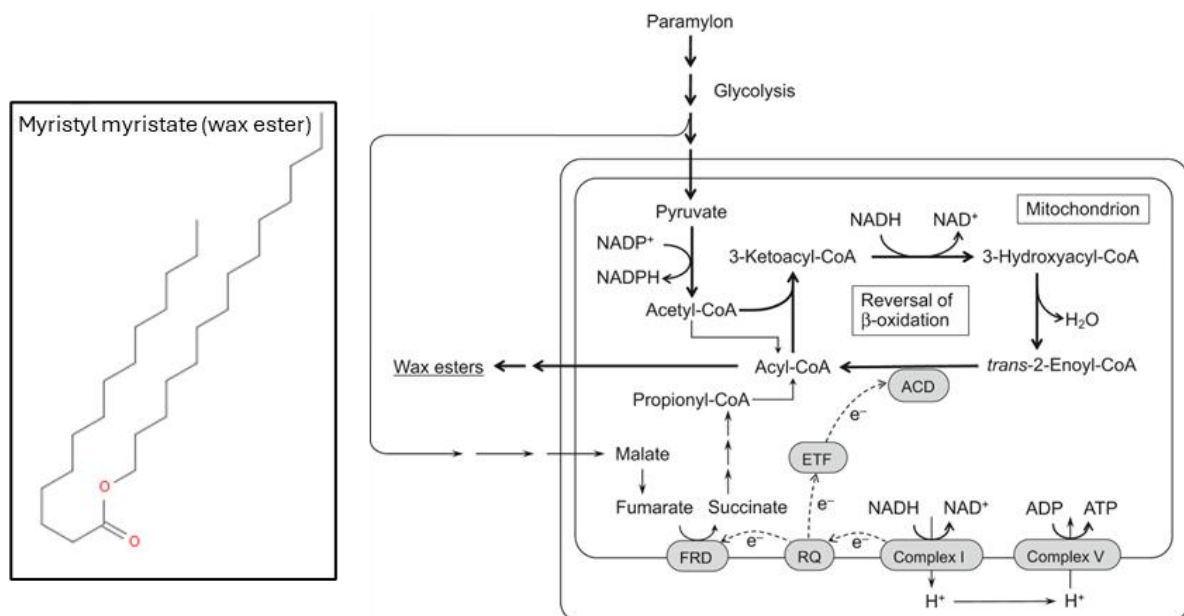 Myristyl myristate (wax ester)
O
O
Paramylon
Glycolysis
Pyruvate
NADP⁺
NADPH
Acetyl-CoA
3-Ketoacyl-CoA
NADH
NAD⁺
3-Hydroxyacyl-CoA
Mitochondrion
Reversal of
β-oxidation
H₂O
Wax esters
Acyl-CoA
trans-2-Enoyl-CoA
ACD
Propionyl-CoA
e⁻
Malate
ETF
Fumarate
Succinate
e⁻
NADH
NAD⁺
ADP
ATP
FRD
e⁻
RQ
e⁻
Complex I
Complex V
H⁺
H⁺